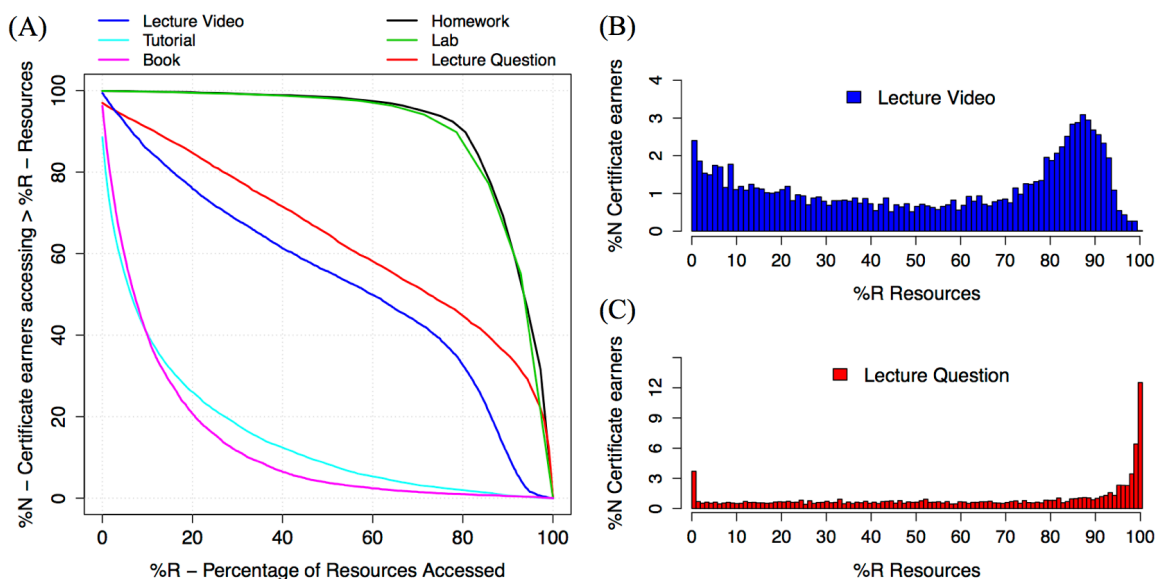 (A)
Lecture Video
Tutorial
Book
Homework
Lab
Lecture Question
%N – Certificate earners accessing > %R – Resources
100
80
60
40
20
0
0 20 40 60 80 100
%R – Percentage of Resources Accessed
(B)
Lecture Video
%N Certificate earners
4
3
2
1
0
0 10 20 30 40 50 60 70 80 90 100
%R Resources
(C)
Lecture Question
%N Certificate earners
12
9
6
3
0
0 10 20 30 40 50 60 70 80 90 100
%R Resources